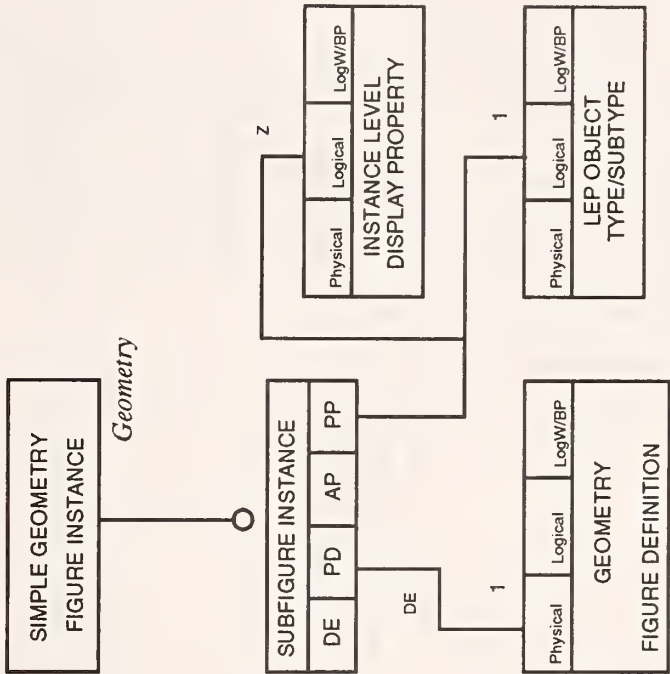 SIMPLE GEOMETRY
FIGURE INSTANCE
Geometry
SUBFIGURE INSTANCE
DE PD AP PP
DE
1
Physical Logical LogW/BP
GEOMETRY
FIGURE DEFINITION
Z
Physical Logical LogW/BP
INSTANCE LEVEL
DISPLAY PROPERTY
1
Physical Logical LogW/BP
LEP OBJECT
TYPE/SUBTYPE